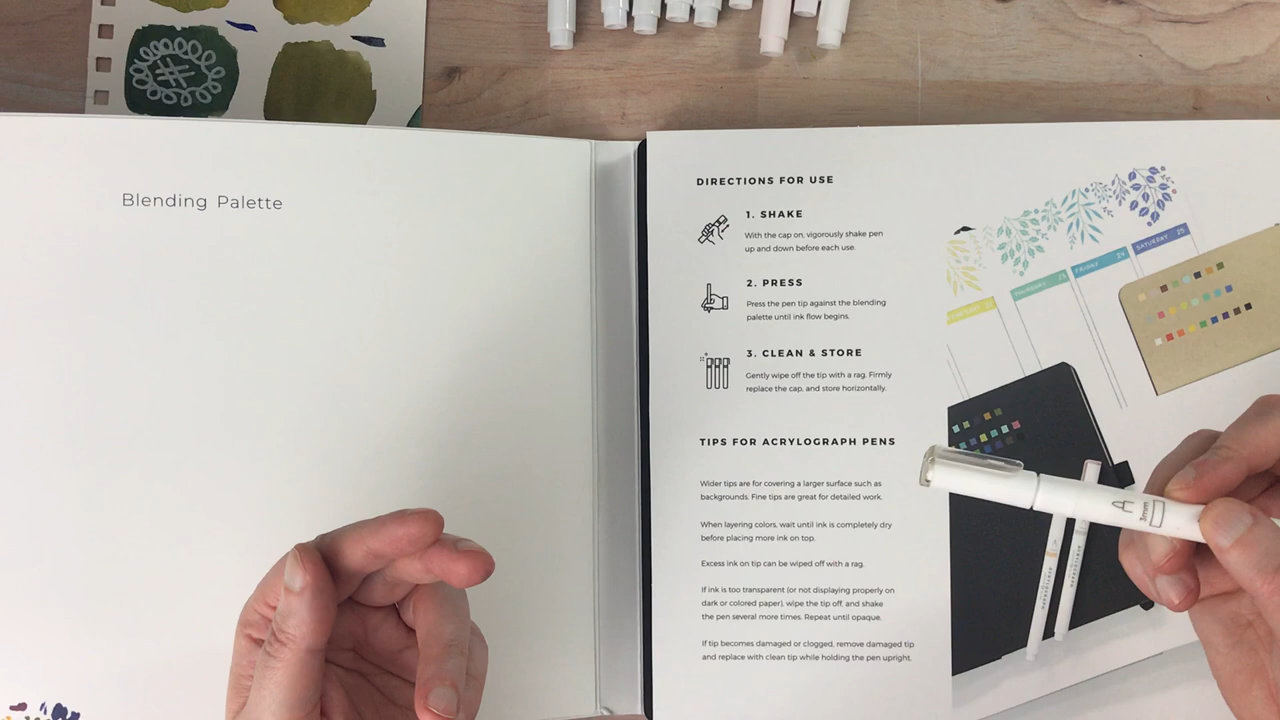 Blending Palette
DIRECTIONS FOR USE
1. SHAKE
With the cap on, vigorously shake pen
up and down before each use.
2. PRESS
Press the pen tip against the blending
palette until ink flow begins.
3. CLEAN & STORE
Gently wipe off the tip with a rag. Firmly
replace the cap, and store horizontally.
TIPS FOR ACRYLOGRAPH PENS
Wider tips are for covering a larger surface such as
backgrounds. Fine tips are great for detailed work.
When layering colors, wait until ink is completely dry
before placing more ink on top.
Excess ink on tip can be wiped off with a rag.
If ink is too transparent (or not displaying properly on
dark or colored paper), wipe the tip off, and shake
the pen several more times. Repeat until opaque.
If tip becomes damaged or clogged, remove damaged tip
and replace with clean tip while holding the pen upright.
THURSDAY 23
FRIDAY 24
SATURDAY 25
3mm